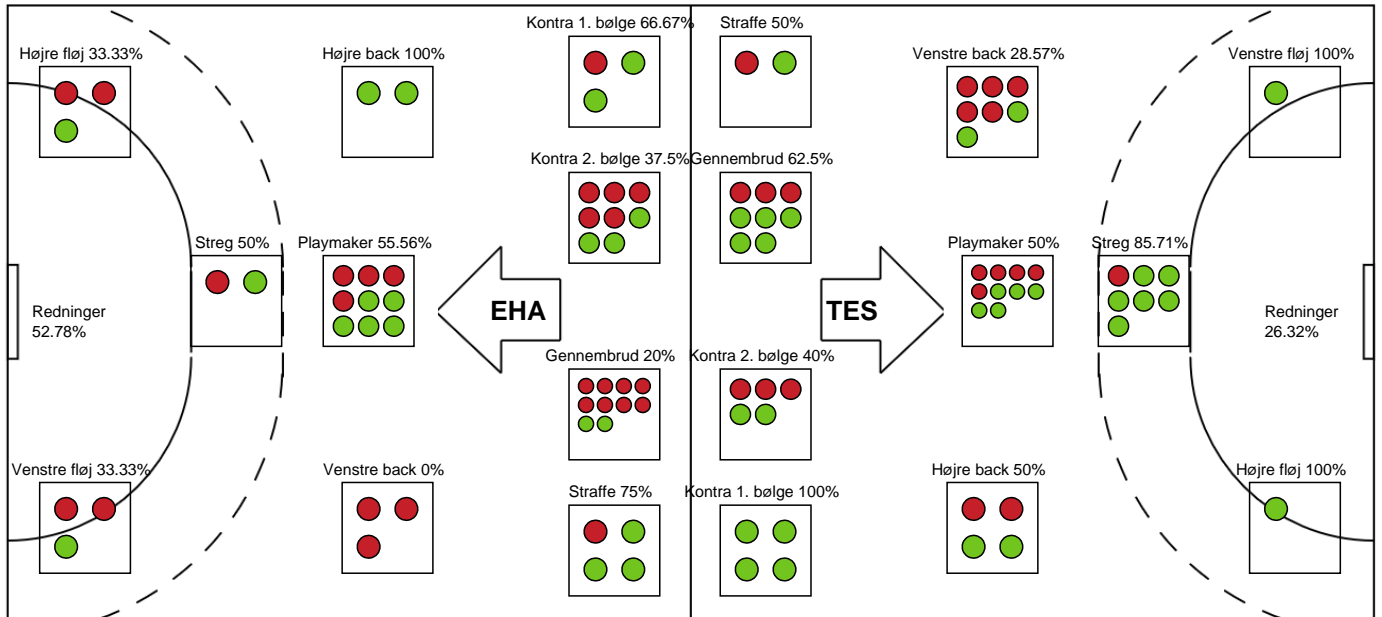 Kontra 1. bølge 66.67%
Straffe 50%
Højre fløj 33.33%
Højre back 100%
Venstre back 28.57%
Venstre fløj 100%
Kontra 2. bølge 37.5%
Gennembrud 62.5%
Streg 50%
Playmaker 55.56%
Playmaker 50%
Streg 85.71%
Redninger
52.78%
EHA
TES
Redninger
26.32%
Gennembrud 20%
Kontra 2. bølge 40%
Venstre fløj 33.33%
Venstre back 0%
Højre back 50%
Højre fløj 100%
Straffe 75%
Kontra 1. bølge 100%